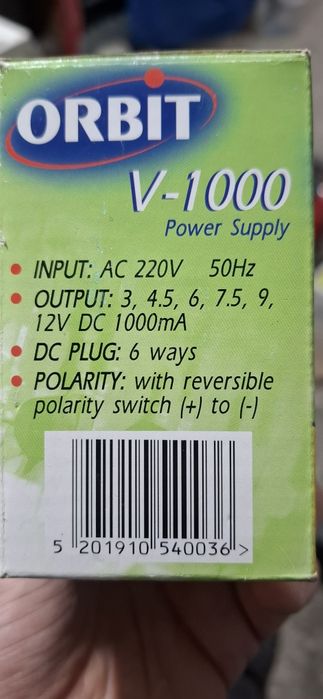 ORBIT
V-1000
Power Supply
• INPUT: AC 220V 50Hz
• OUTPUT: 3, 4.5, 6, 7.5, 9,
12V DC 1000mA
• DC PLUG: 6 ways
• POLARITY: with reversible
polarity switch (+) to (-)
5 201910 540036 >